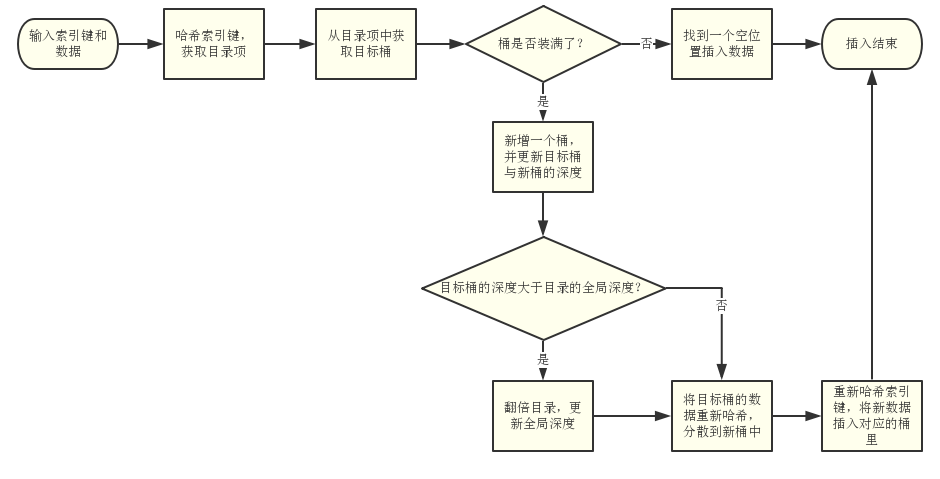 输入索引键和
数据
哈希索引键，
获取目录项
从目录项中获
取目标桶
桶是否装满了？
否
找到一个空位
置插入数据
插入结束
是
新增一个桶，
并更新目标桶
与新桶的深度
目标桶的深度大于目录的全局深度？
否
是
翻倍目录，更
新全局深度
将目标桶的数
据重新哈希，
分散到新桶中
重新哈希索引
键，将新数据
插入对应的桶
里